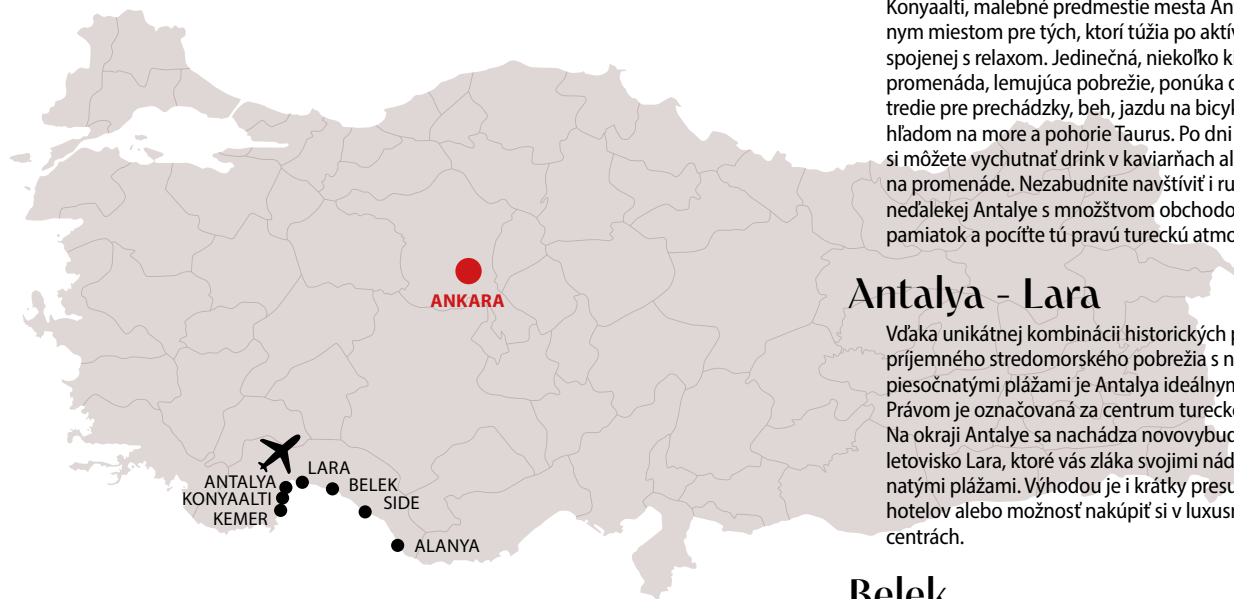 ANKARA
LARA
ANTALYA
BELEK
KONYAALTI
SIDE
KEMER
ALANYA
Konyaalti, malebné predmestie mesta An
nym miestom pre tých, ktorí túžia po aktív
spojenej s relaxom. Jedinečná, niekoľko ki
promenáda, lemujúca pobrežie, ponúka
tredie pre prechádzky, beh, jazdu na bicyk
hľadom na more a pohorie Taurus. Po dni
si môžete vychutnať drink v kaviarňach al
na promenáde. Nezabudnite navštíviť i ru
neďalekej Antalye s množštvom obchodo
pamiatok a pocíťte tú pravú tureckú atmo
Antalya - Lara
Vďaka unikátnej kombinácii historických p
príjemného stredomorského pobrežia s n
piesočnatými plážami je Antalya ideálnym
Právom je označovaná za centrum turecké
Na okraji Antalye sa nachádza novovybud
letovisko Lara, ktoré vás zláka svojimi nád
natými plážami. Výhodou je i krátky presu
hotelov alebo možnosť nakúpiť si v luxusn
centrách.
Belek